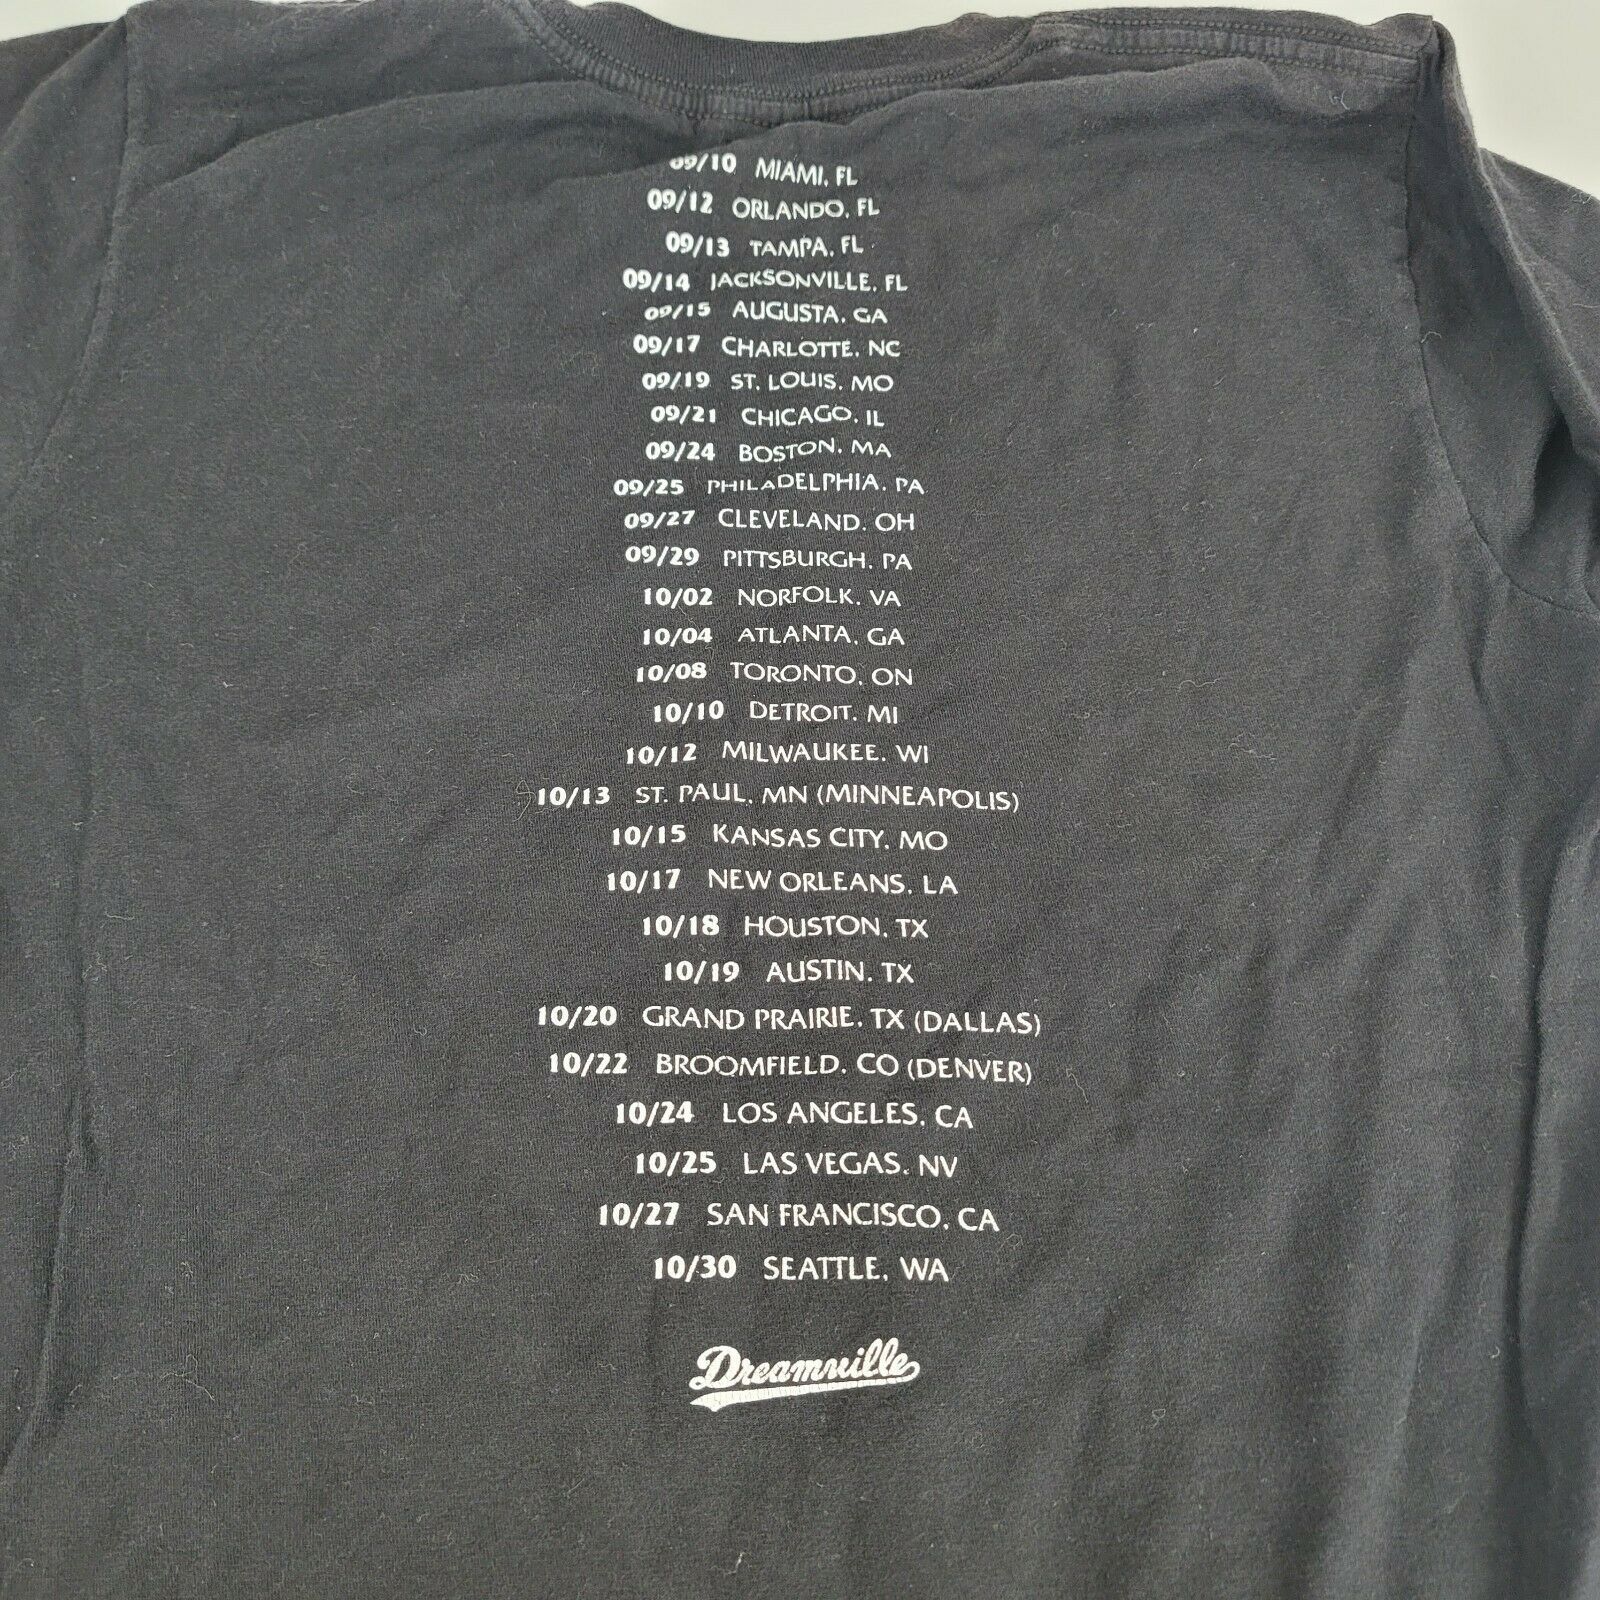 09/10 MIAMI, FL
09/12 ORLANDO, FL
09/13 TAMPA, FL
09/14 JACKSONVILLE, FL
09/15 AUGUSTA, GA
09/17 CHARLOTTE, NC
09/19 ST. LOUIS, MO
09/21 CHICAGO, IL
09/24 BOSTON, MA
09/25 PHILADELPHIA, PA
09/27 CLEVELAND, OH
09/29 PITTSBURGH, PA
10/02 NORFOLK, VA
10/04 ATLANTA, GA
10/08 TORONTO, ON
10/10 DETROIT, MI
10/12 MILWAUKEE, WI
10/13 ST. PAUL, MN (MINNEAPOLIS)
10/15 KANSAS CITY, MO
10/17 NEW ORLEANS, LA
10/18 HOUSTON, TX
10/19 AUSTIN, TX
10/20 GRAND PRAIRIE, TX (DALLAS)
10/22 BROOMFIELD, CO (DENVER)
10/24 LOS ANGELES, CA
10/25 LAS VEGAS, NV
10/27 SAN FRANCISCO, CA
10/30 SEATTLE, WA
Dreamville